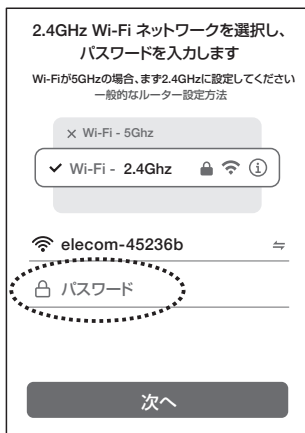 2.4GHz Wi-Fi ネットワークを選択し、
パスワードを入力します
Wi-Fiが5GHzの場合、まず2.4GHzに設定してください
一般的なルーター設定方法
× Wi-Fi - 5Ghz
✓ Wi-Fi - 2.4Ghz
elecom-45236b
パスワード
次へ